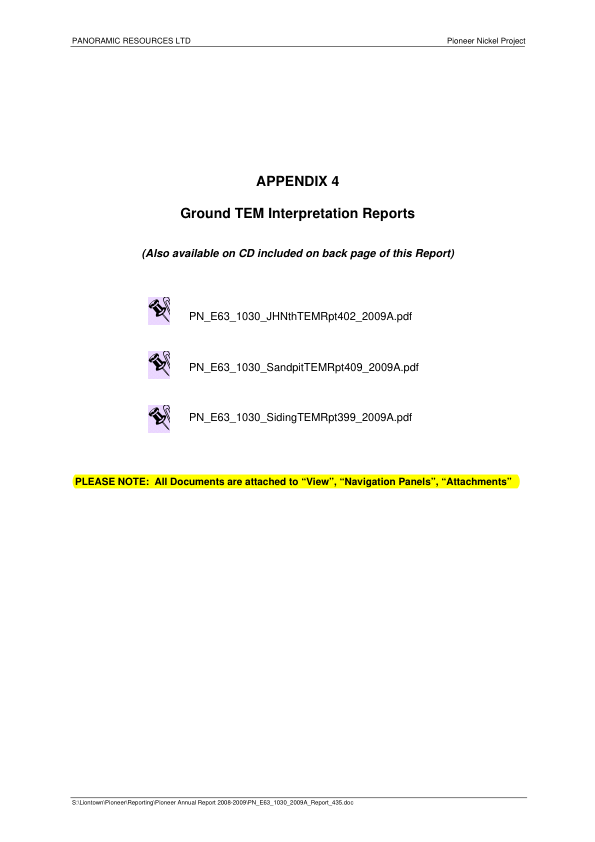 PANORAMIC RESOURCES LTD Pioneer Nickel Project
APPENDIX 4
Ground TEM Interpretation Reports
(Also available on CD included on back page of this Report)
PN_E63_1030_JHNthTEMRpt402_2009A.pdf
PN_E63_1030_SandpitTEMRpt409_2009A.pdf
PN_E63_1030_SidingTEMRpt399_2009A.pdf
PLEASE NOTE:  All Documents are attached to “View”, “Navigation Panels”, “Attachments”
S:\Liontown\Pioneer\Reporting\Pioneer Annual Report 2008-2009\PN_E63_1030_2009A_Report_435.doc